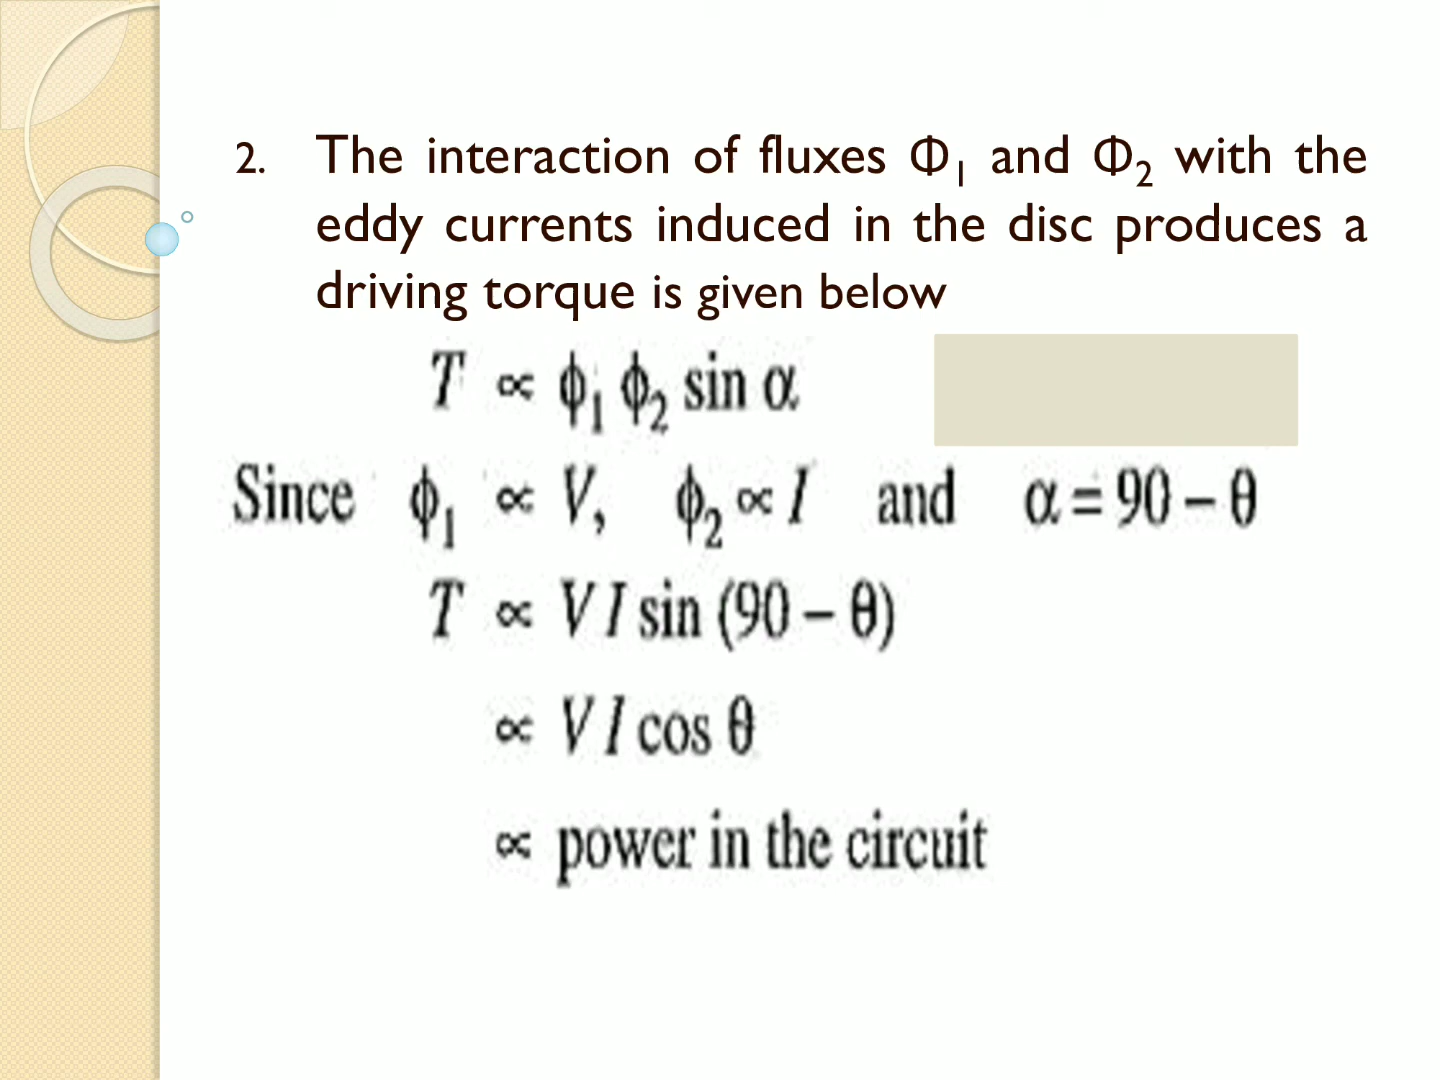 2. The interaction of fluxes Φ₁ and Φ₂ with the
eddy currents induced in the disc produces a
driving torque is given below
T ∝ ϕ₁ ϕ₂ sin α
Since ϕ₁ ∝ V, ϕ₂ ∝ I and α = 90 – θ
T ∝ V I sin (90 – θ)
∝ V I cos θ
∝ power in the circuit